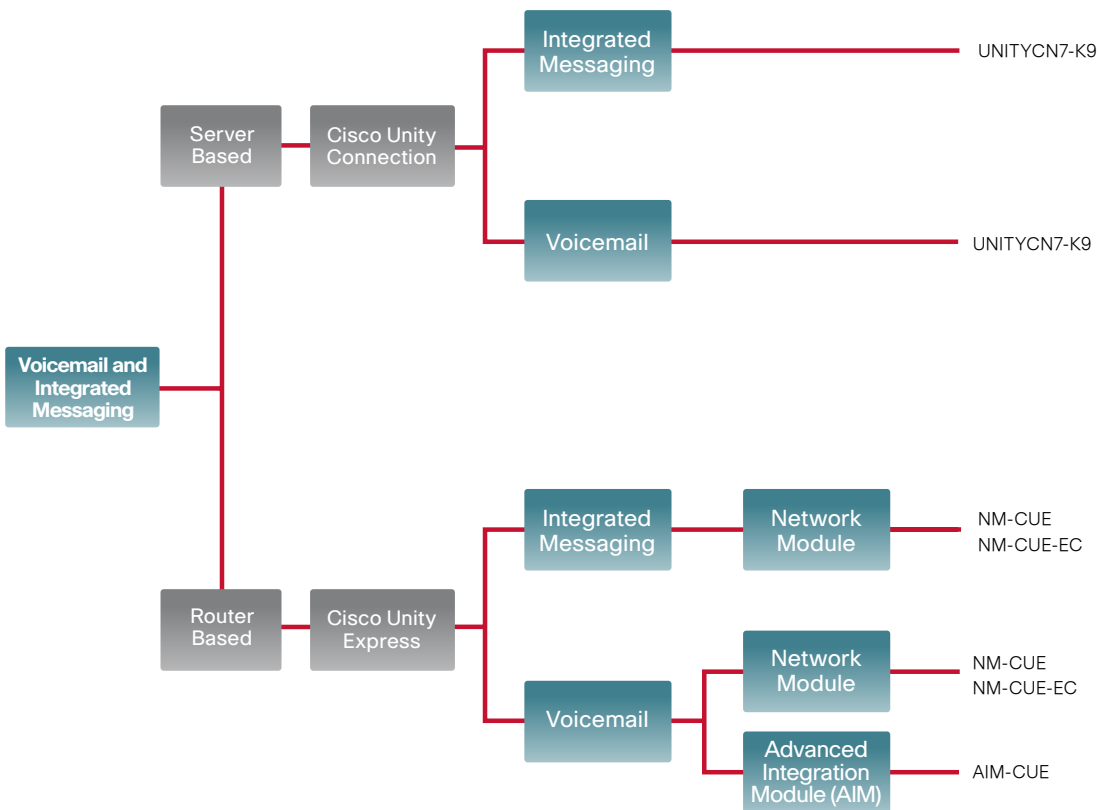 Integrated
Messaging
UNITYCN7-K9
Server
Based
Cisco Unity
Connection
Voicemail
UNITYCN7-K9
Voicemail and
Integrated
Messaging
Integrated
Messaging
Network
Module
NM-CUE
NM-CUE-EC
Router
Based
Cisco Unity
Express
Network
Module
NM-CUE
NM-CUE-EC
Voicemail
Advanced
Integration
Module (AIM)
AIM-CUE